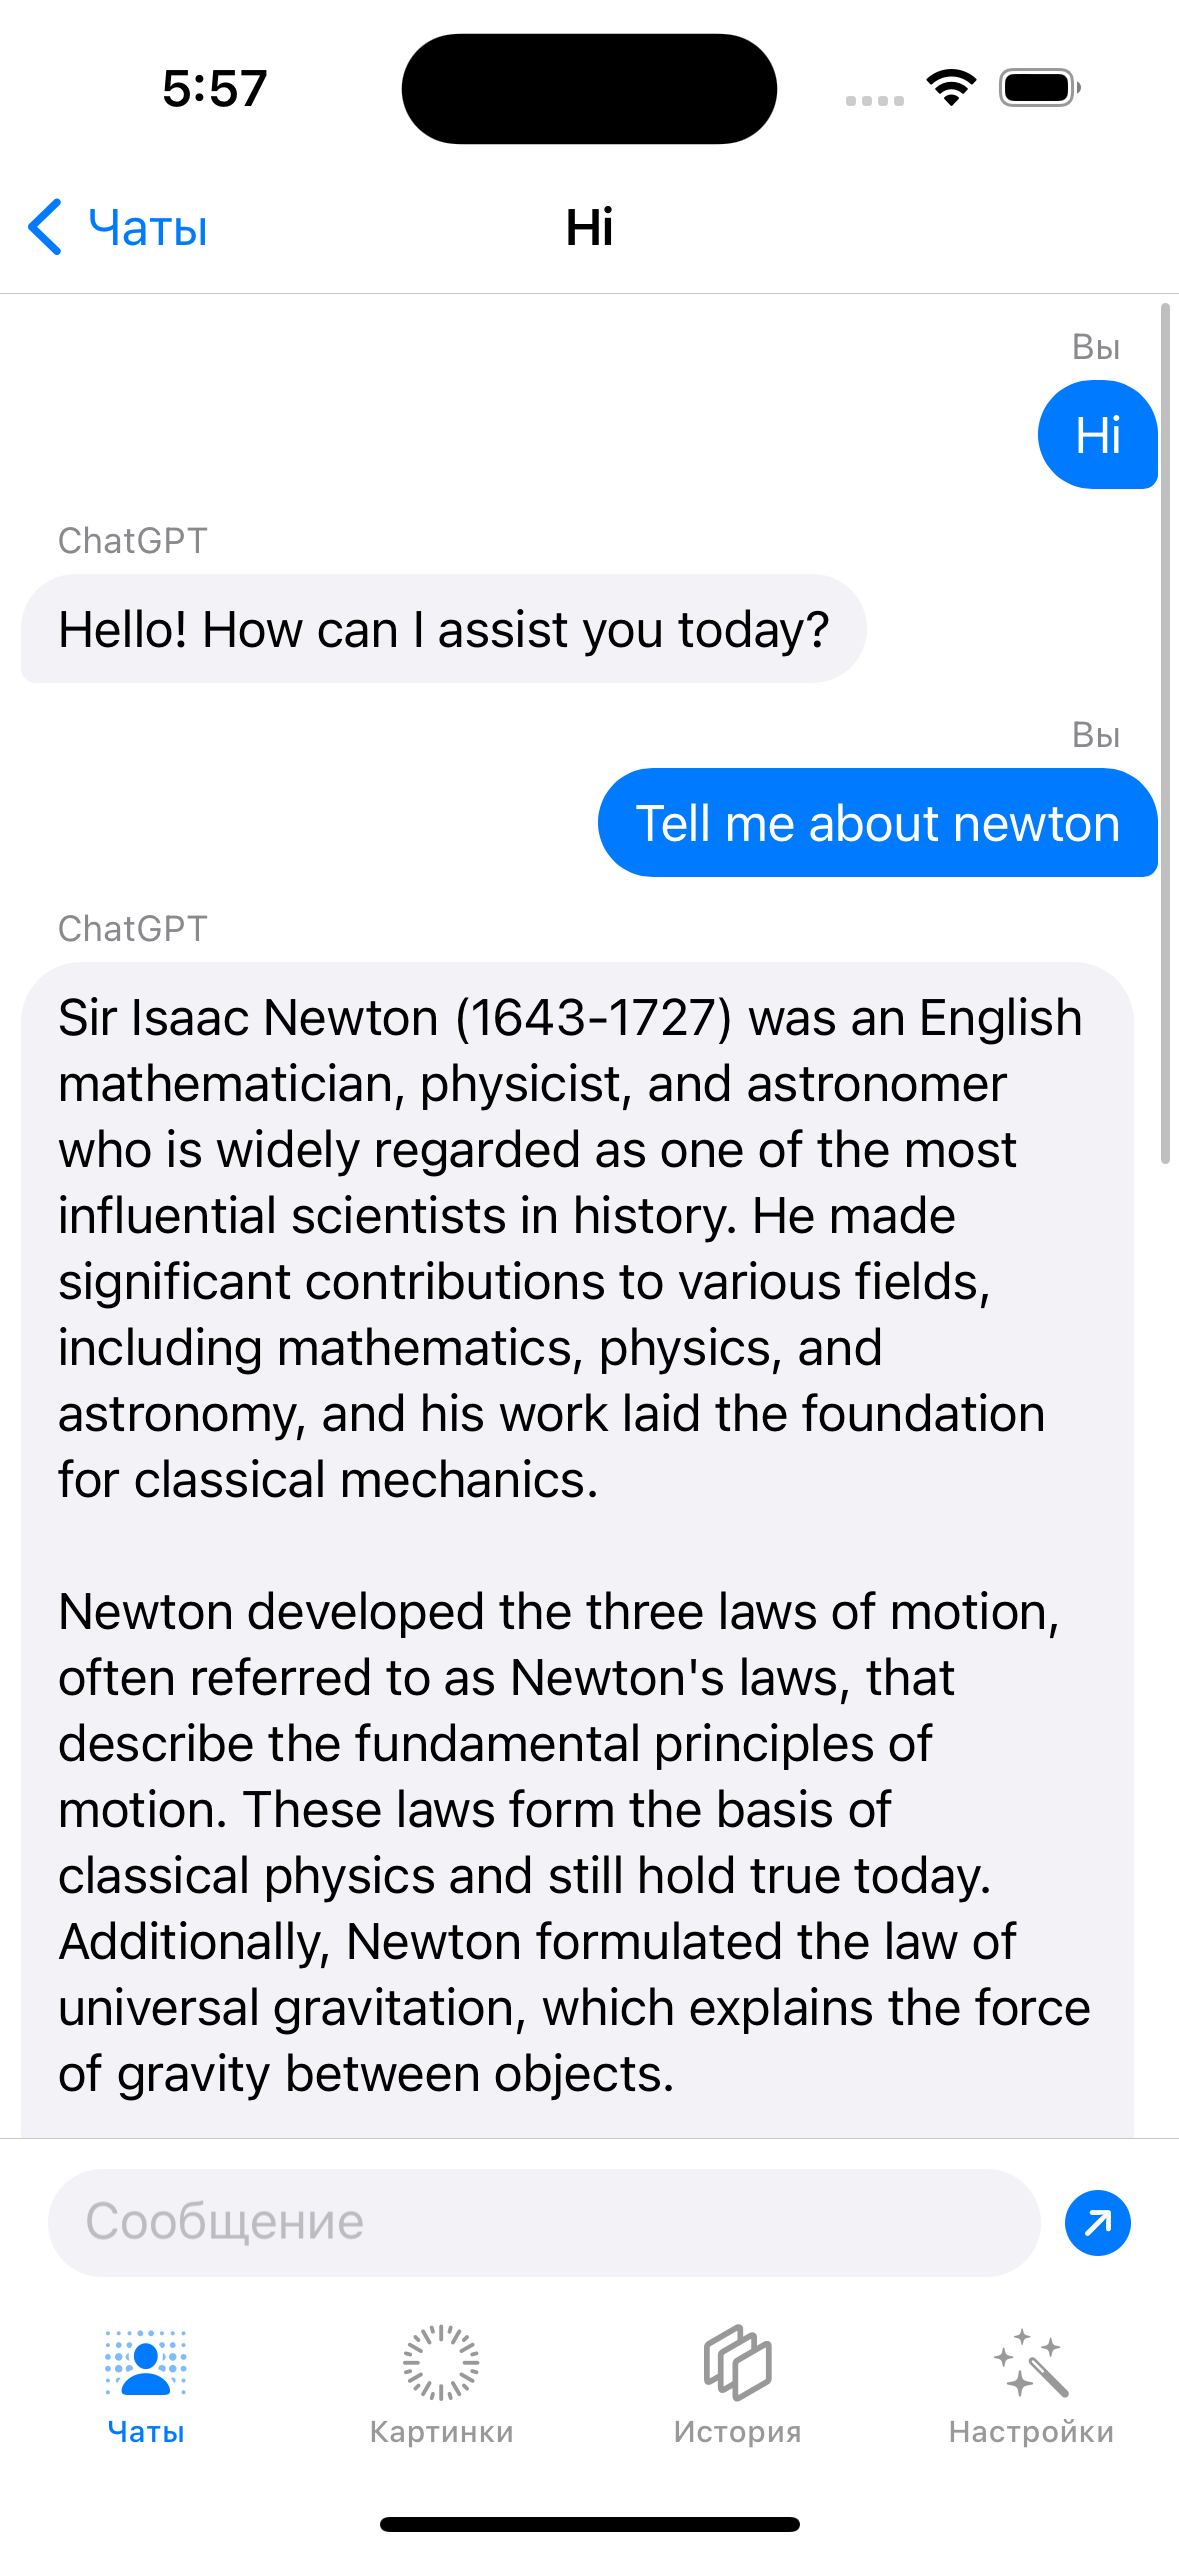 5:57
Чаты
Hi
Вы
Hi
ChatGPT
Hello! How can I assist you today?
Вы
Tell me about newton
ChatGPT
Sir Isaac Newton (1643-1727) was an English
mathematician, physicist, and astronomer
who is widely regarded as one of the most
influential scientists in history. He made
significant contributions to various fields,
including mathematics, physics, and
astronomy, and his work laid the foundation
for classical mechanics.
Newton developed the three laws of motion,
often referred to as Newton's laws, that
describe the fundamental principles of
motion. These laws form the basis of
classical physics and still hold true today.
Additionally, Newton formulated the law of
universal gravitation, which explains the force
of gravity between objects.
Сообщение
Чаты
Картинки
История
Настройки